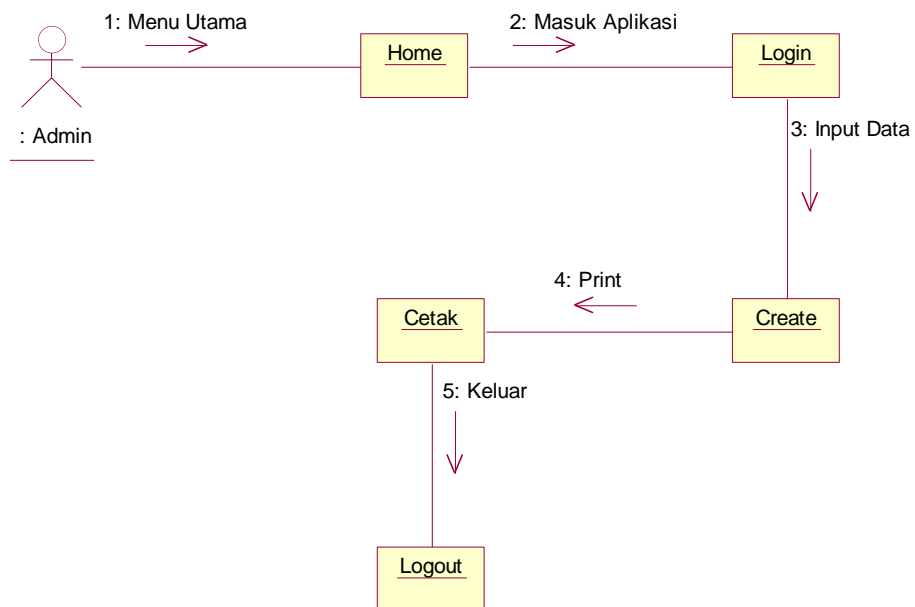 1: Menu Utama
2: Masuk Aplikasi
Home
Login
: Admin
3: Input Data
4: Print
Cetak
Create
5: Keluar
Logout